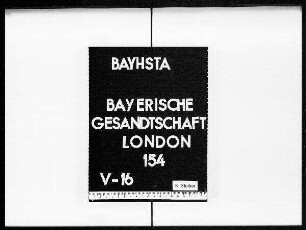 BAYHSTA
BAYERISCHE
GESANDTSCHAFT
LONDON
154
V-16